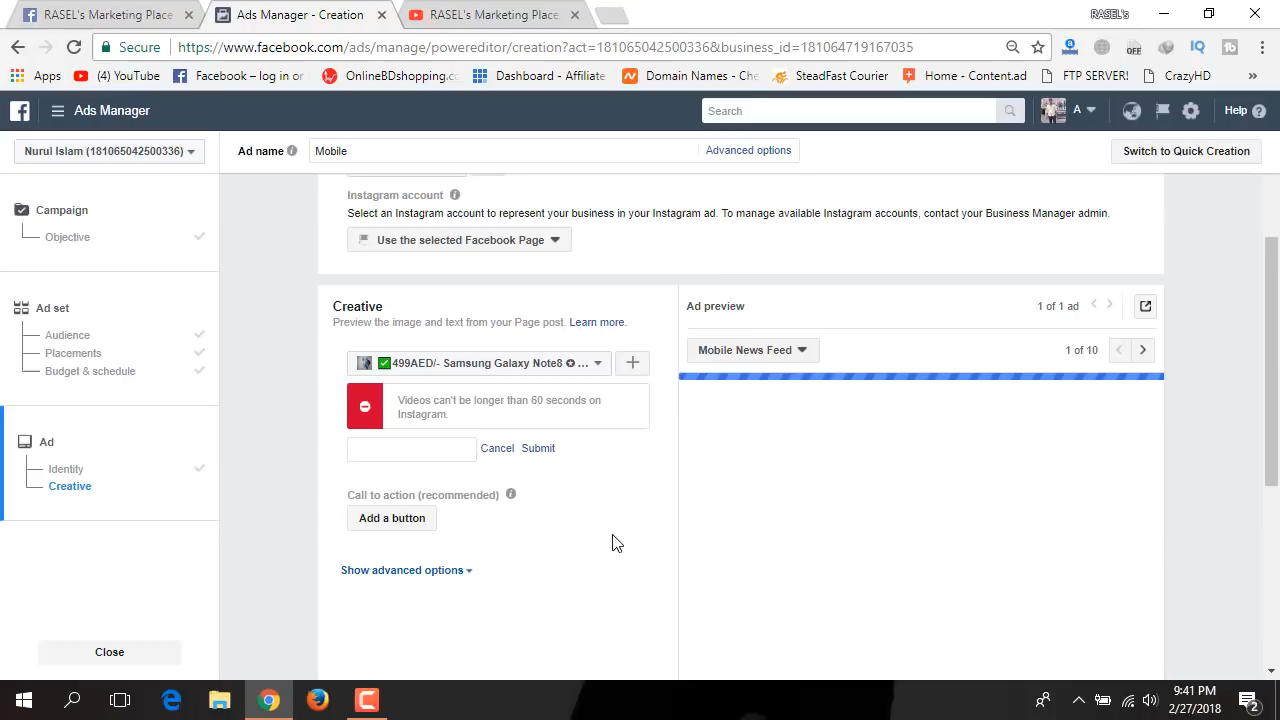 RASEL's Marketing Place
Ads Manager - Creation
RASEL's Marketing Place
RASEL's
Secure
https://www.facebook.com/ads/manage/powereditor/creation?act=181065042500336&business_id=181064719167035
OFF
IQ
Apps
(4) YouTube
Facebook – log in or
OnlineBDshopping.
Dashboard - Affiliate
Domain Names - Che
SteadFast Courier
Home - Content.ad
FTP SERVER!
CrazyHD
»
Ads Manager
Search
A
Help
Nurul Islam (181065042500336)
Ad name
Mobile
Advanced options
Switch to Quick Creation
Campaign
Objective
Ad set
Audience
Placements
Budget & schedule
Ad
Identity
Creative
Close
Instagram account
Select an Instagram account to represent your business in your Instagram ad. To manage available Instagram accounts, contact your Business Manager admin.
Use the selected Facebook Page
Creative
Preview the image and text from your Page post. Learn more.
✅499AED/- Samsung Galaxy Note8 ✪ ...
Videos can't be longer than 60 seconds on
Instagram.
Cancel Submit
Call to action (recommended)
Add a button
Show advanced options
Ad preview
1 of 1 ad
Mobile News Feed
1 of 10
9:41 PM
2/27/2018
2